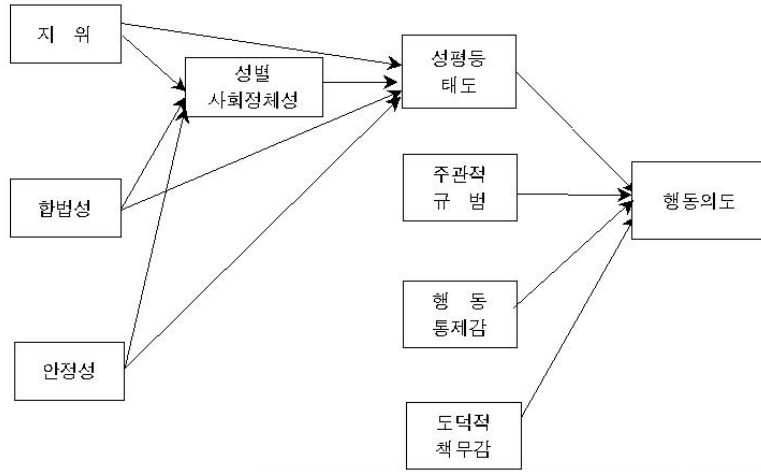 지 위
성별
사회정체성
성평등
태도
합법성
주관적
규 범
행동의도
안정성
행 동
통제감
도덕적
책무감